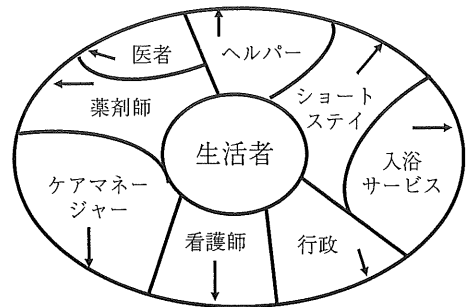 医者
ヘルパー
薬剤師
ショート
ステイ
生活者
入浴
サービス
ケアマネー
ジャー
看護師
行政